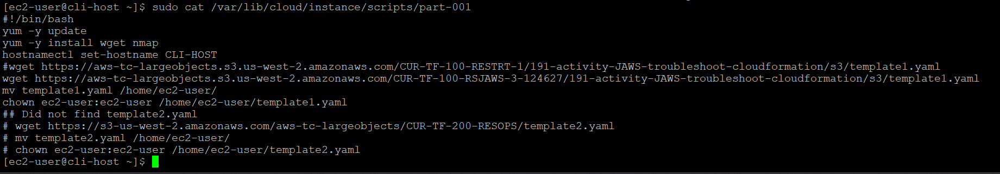 [ec2-user@cli-host ~]$ sudo cat /var/lib/cloud/instance/scripts/part-001
#!/bin/bash
yum -y update
yum -y install wget nmap
hostnamectl set-hostname CLI-HOST
#wget https://aws-tc-largeobjects.s3.us-west-2.amazonaws.com/CUR-TF-100-RESTRT-1/191-activity-JAWS-troubleshoot-cloudformation/s3/template1.yaml
wget https://aws-tc-largeobjects.s3.us-west-2.amazonaws.com/CUR-TF-100-RSJAWS-3-124627/191-activity-JAWS-troubleshoot-cloudformation/s3/template1.yaml
mv template1.yaml /home/ec2-user/
chown ec2-user:ec2-user /home/ec2-user/template1.yaml
## Did not find template2.yaml
# wget https://s3-us-west-2.amazonaws.com/aws-tc-largeobjects/CUR-TF-200-RESOPS/template2.yaml
# mv template2.yaml /home/ec2-user/
# chown ec2-user:ec2-user /home/ec2-user/template2.yaml
[ec2-user@cli-host ~]$